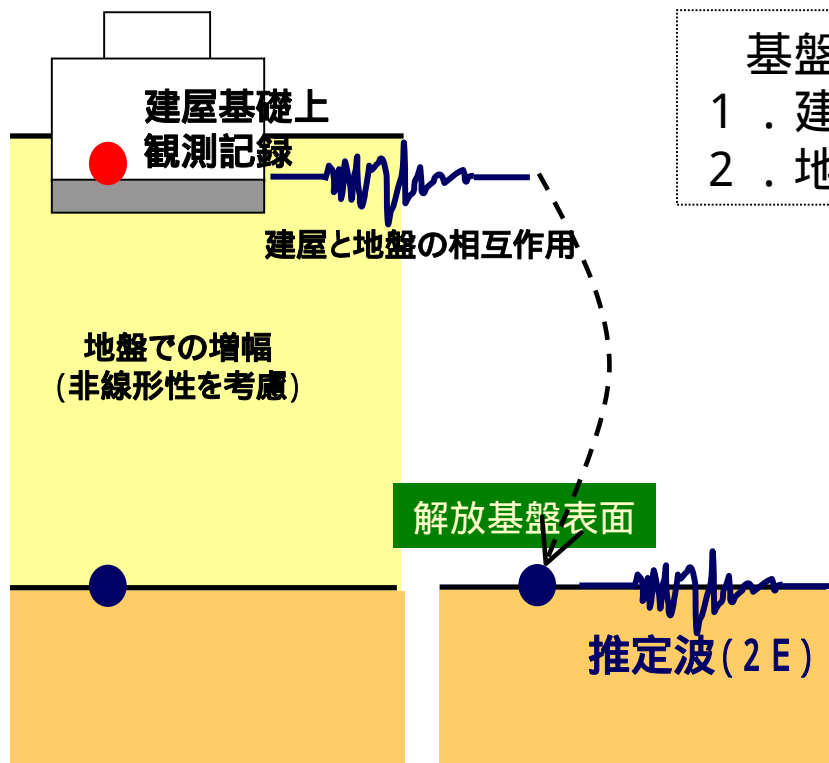 基盤
１．建
２．地
建屋基礎上
観測記録
建屋と地盤の相互作用
地盤での増幅
(非線形性を考慮)
解放基盤表面
推定波(２Ｅ)